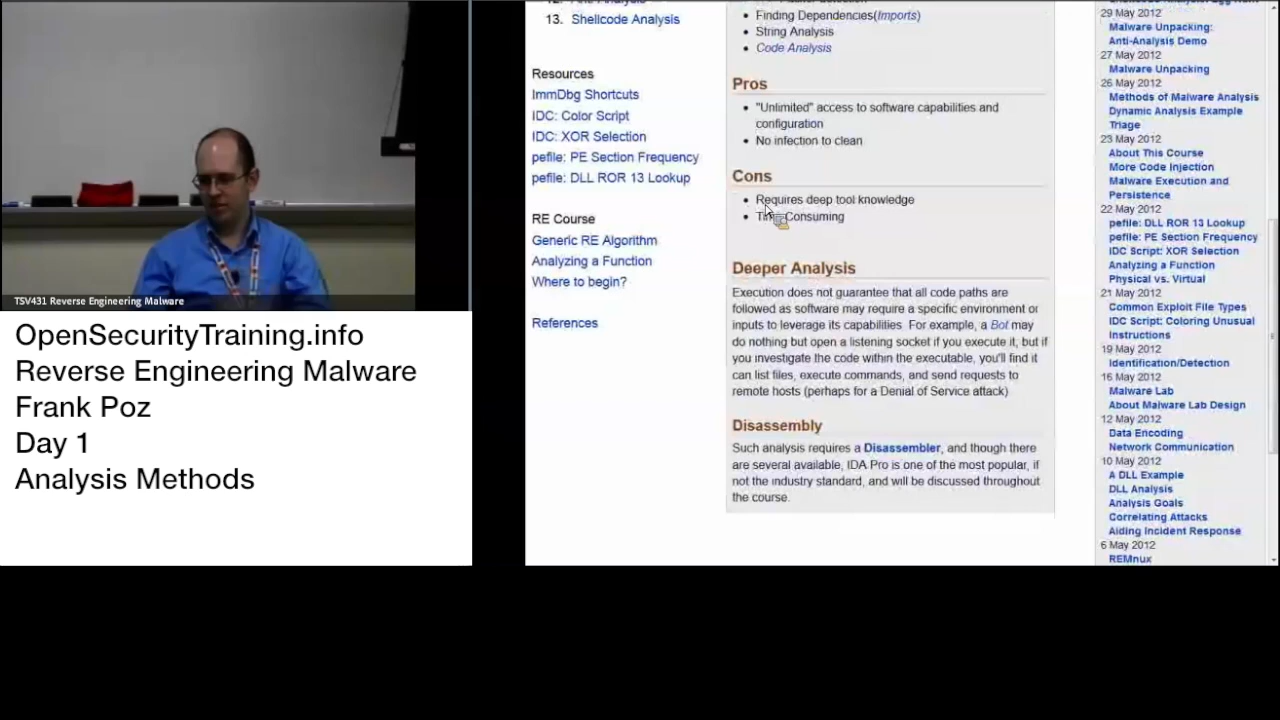 TSV431 Reverse Engineering Malware
OpenSecurityTraining.info
Reverse Engineering Malware
Frank Poz
Day 1
Analysis Methods
13. Shellcode Analysis
Resources
ImmDbg Shortcuts
IDC: Color Script
IDC: XOR Selection
pefile: PE Section Frequency
pefile: DLL ROR 13 Lookup
RE Course
Generic RE Algorithm
Analyzing a Function
Where to begin?
References
Finding Dependencies(Imports)
String Analysis
Code Analysis
Pros
"Unlimited" access to software capabilities and
configuration
No infection to clean
Cons
Requires deep tool knowledge
Consuming
Deeper Analysis
Execution does not guarantee that all code paths are
followed as software may require a specific environment or
inputs to leverage its capabilities. For example, a Bot may
do nothing but open a listening socket if you execute it; but if
you investigate the code within the executable, you'll find it
can list files, execute commands, and send requests to
remote hosts (perhaps for a Denial of Service attack)
Disassembly
Such analysis requires a Disassembler, and though there
are several available, IDA Pro is one of the most popular, if
not the industry standard, and will be discussed throughout
the course.
29 May 2012
Malware Unpacking:
Anti-Analysis Demo
27 May 2012
Malware Unpacking
26 May 2012
Methods of Malware Analysis
Dynamic Analysis Example
Triage
23 May 2012
About This Course
More Code Injection
Malware Execution and
Persistence
22 May 2012
pefile: DLL ROR 13 Lookup
pefile: PE Section Frequency
IDC Script: XOR Selection
Analyzing a Function
Physical vs. Virtual
21 May 2012
Common Exploit File Types
IDC Script: Coloring Unusual
Instructions
19 May 2012
Identification/Detection
16 May 2012
Malware Lab
About Malware Lab Design
12 May 2012
Data Encoding
Network Communication
10 May 2012
A DLL Example
DLL Analysis
Analysis Goals
Correlating Attacks
Aiding Incident Response
6 May 2012
REMnux